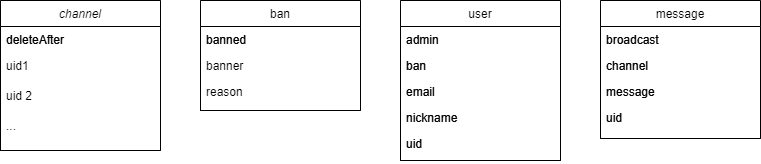 channel
deleteAfter
uid1
uid 2
...
ban
banned
banner
reason
user
admin
ban
email
nickname
uid
message
broadcast
channel
message
uid